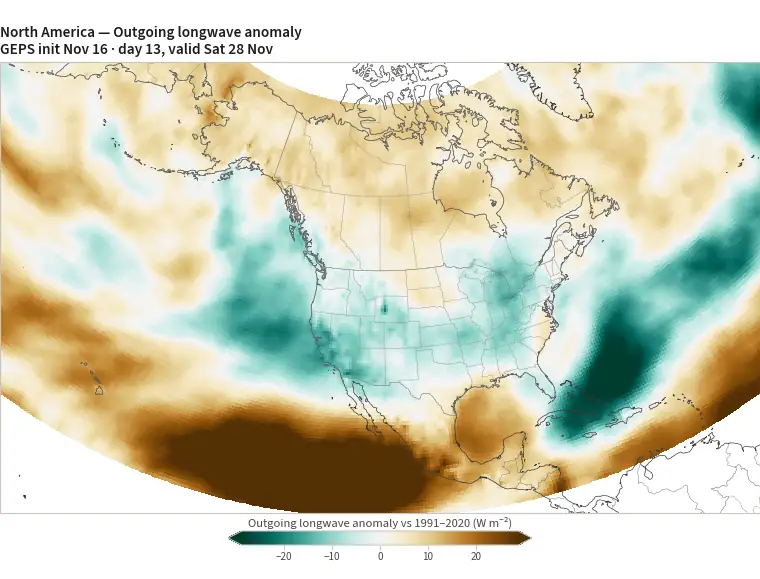 North America — Outgoing longwave anomaly
GEPS init Nov 16 · day 13, valid Sat 28 Nov
Outgoing longwave anomaly vs 1991–2020 (W m⁻²)
−20 −10 0 10 20